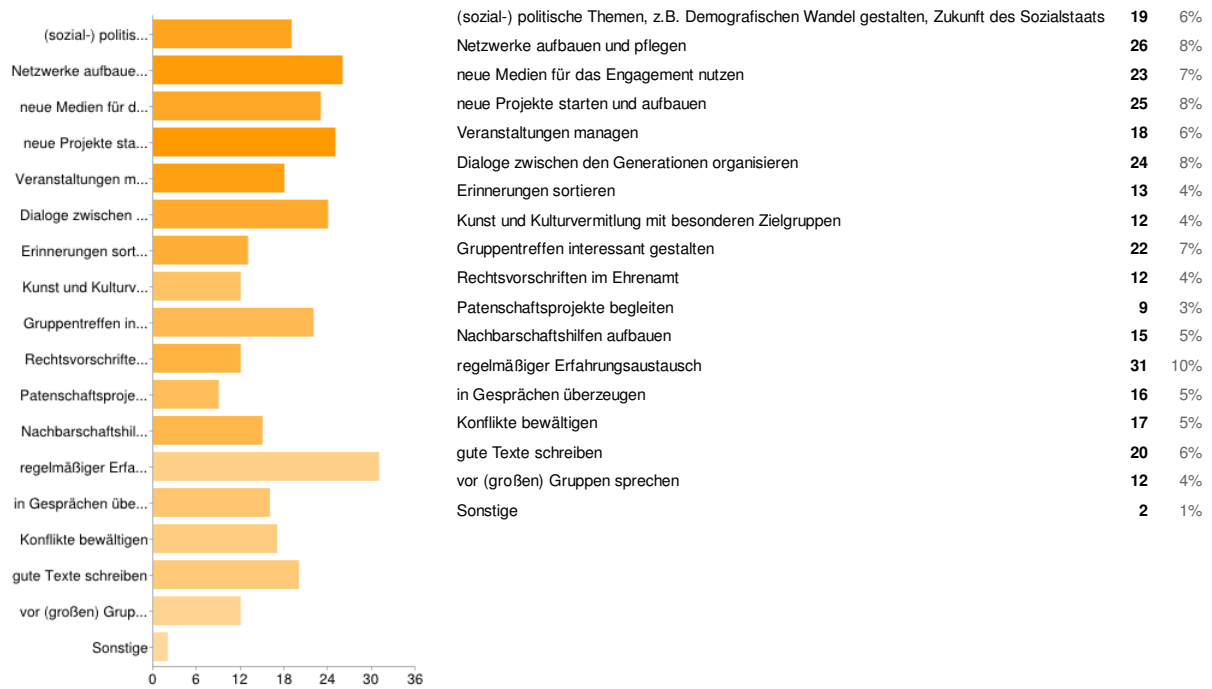 (sozial-) politis...
Netzwerke aufbaue...
neue Medien für d...
neue Projekte sta...
Veranstaltungen m...
Dialoge zwischen ...
Erinnerungen sort...
Kunst und Kulturv...
Gruppentreffen in...
Rechtsvorschrifte...
Patenschaftsproje...
Nachbarschaftshil...
regelmäßiger Erfa...
in Gesprächen übe...
Konflikte bewältigen
gute Texte schreiben
vor (großen) Grup...
Sonstige
0 6 12 18 24 30 36
(sozial-) politische Themen, z.B. Demografischen Wandel gestalten, Zukunft des Sozialstaats 19 6%
Netzwerke aufbauen und pflegen 26 8%
neue Medien für das Engagement nutzen 23 7%
neue Projekte starten und aufbauen 25 8%
Veranstaltungen managen 18 6%
Dialoge zwischen den Generationen organisieren 24 8%
Erinnerungen sortieren 13 4%
Kunst und Kulturvermitlung mit besonderen Zielgruppen 12 4%
Gruppentreffen interessant gestalten 22 7%
Rechtsvorschriften im Ehrenamt 12 4%
Patenschaftsprojekte begleiten 9 3%
Nachbarschaftshilfen aufbauen 15 5%
regelmäßiger Erfahrungsaustausch 31 10%
in Gesprächen überzeugen 16 5%
Konflikte bewältigen 17 5%
gute Texte schreiben 20 6%
vor (großen) Gruppen sprechen 12 4%
Sonstige 2 1%